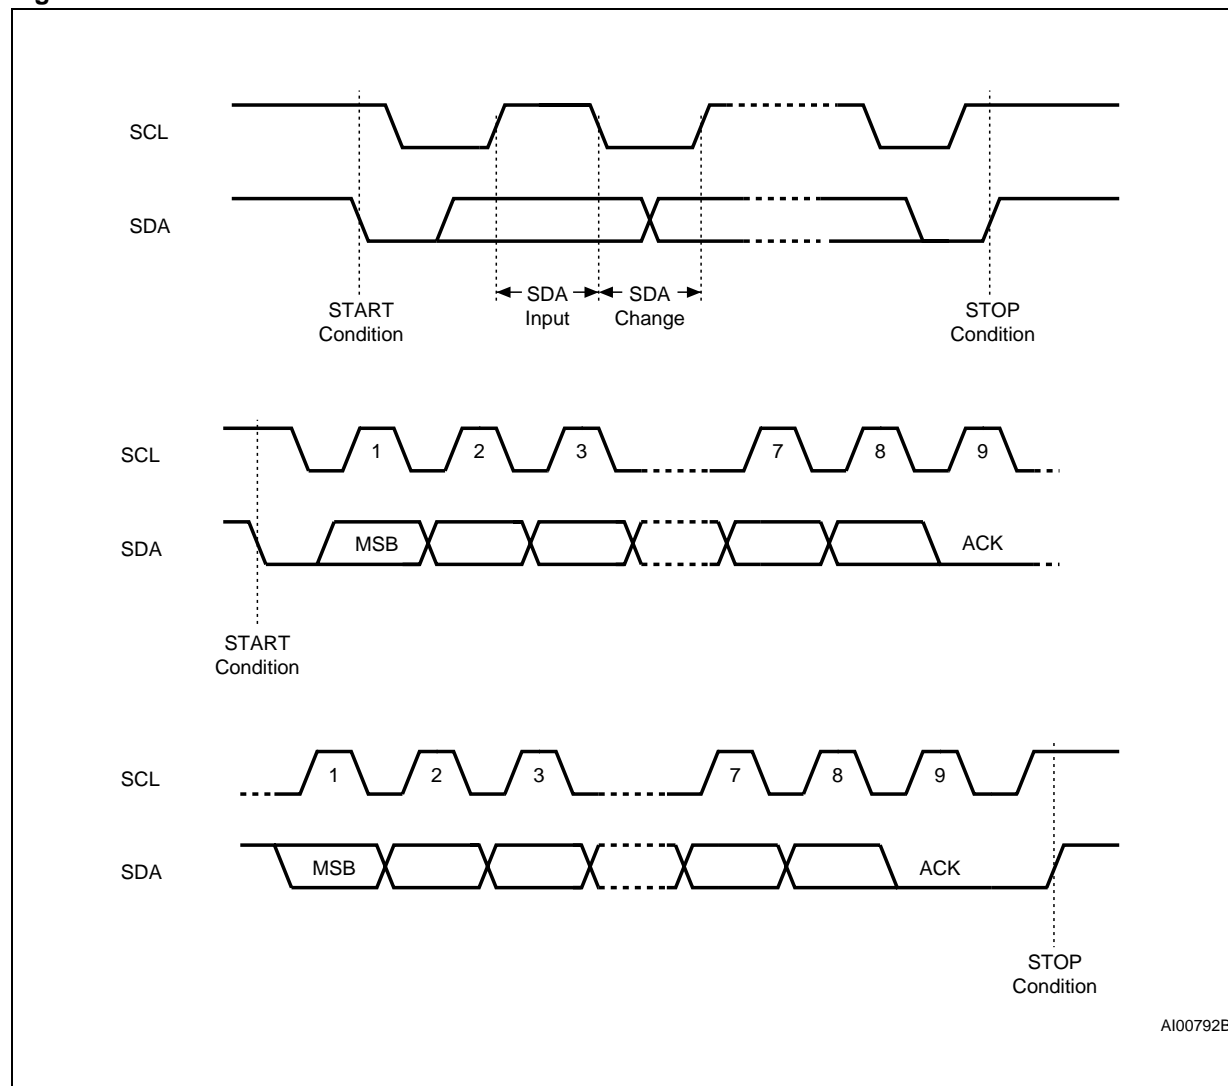 SCL
SDA
START
Condition
SDA
Input
SDA
Change
STOP
Condition
SCL
1 2 3 7 8 9
SDA
MSB ACK
START
Condition
SCL
1 2 3 7 8 9
SDA
MSB ACK
STOP
Condition
AI00792B